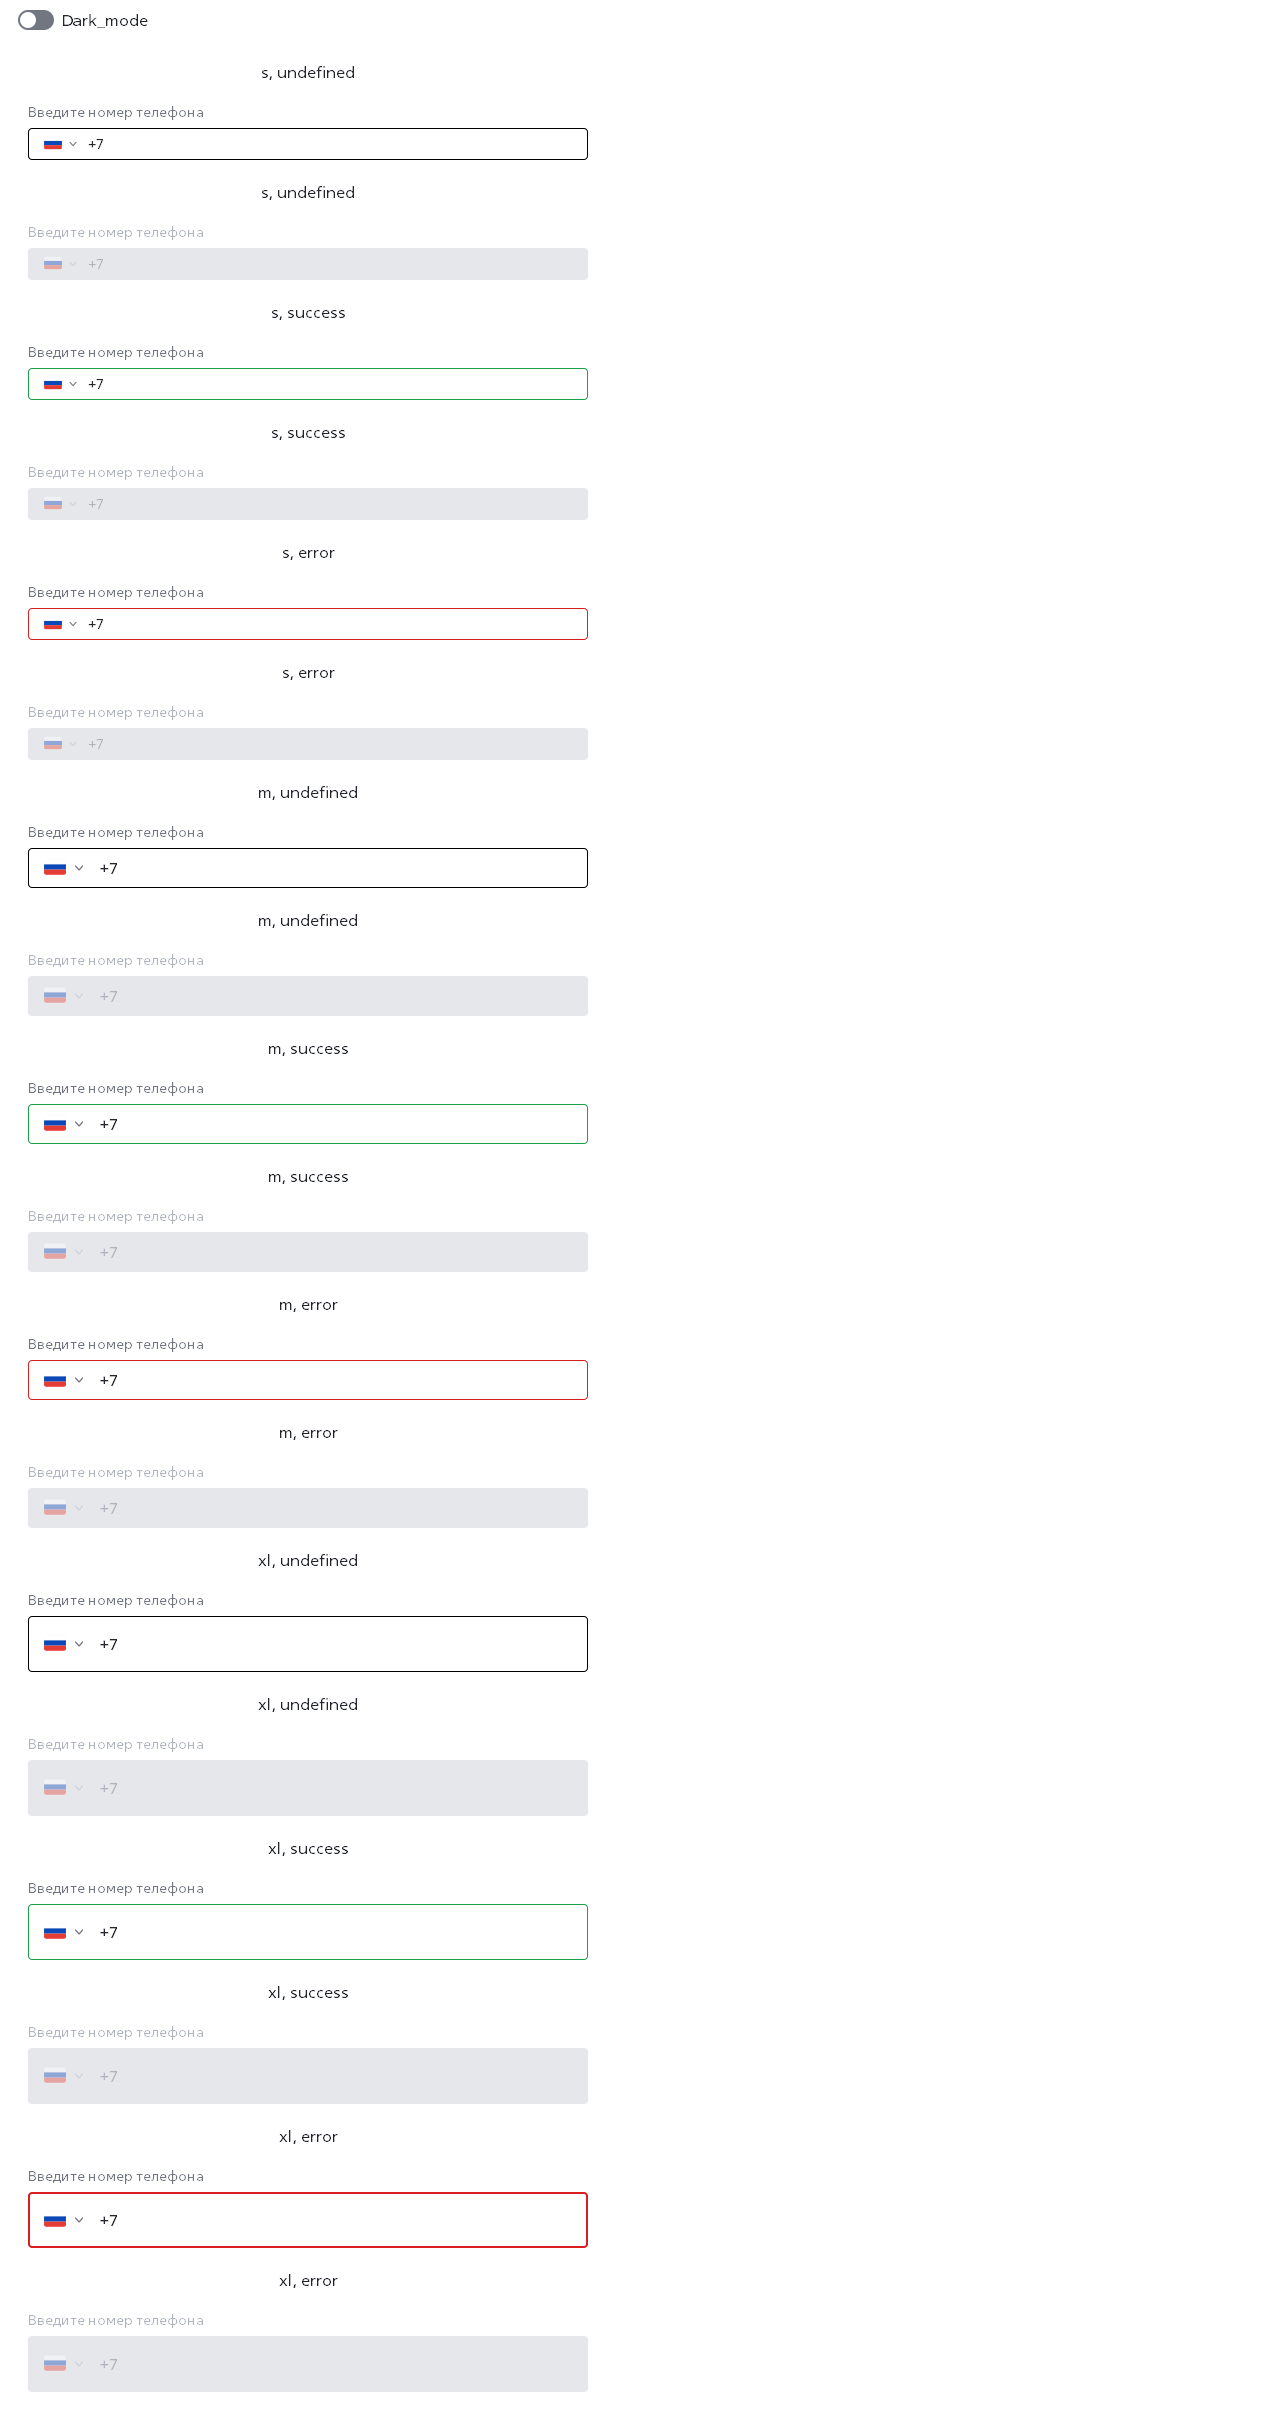 Dark_mode
s, undefined
Введите номер телефона
+7
s, undefined
Введите номер телефона
+7
s, success
Введите номер телефона
+7
s, success
Введите номер телефона
+7
s, error
Введите номер телефона
+7
s, error
Введите номер телефона
+7
m, undefined
Введите номер телефона
+7
m, undefined
Введите номер телефона
+7
m, success
Введите номер телефона
+7
m, success
Введите номер телефона
+7
m, error
Введите номер телефона
+7
m, error
Введите номер телефона
+7
xl, undefined
Введите номер телефона
+7
xl, undefined
Введите номер телефона
+7
xl, success
Введите номер телефона
+7
xl, success
Введите номер телефона
+7
xl, error
Введите номер телефона
+7
xl, error
Введите номер телефона
+7